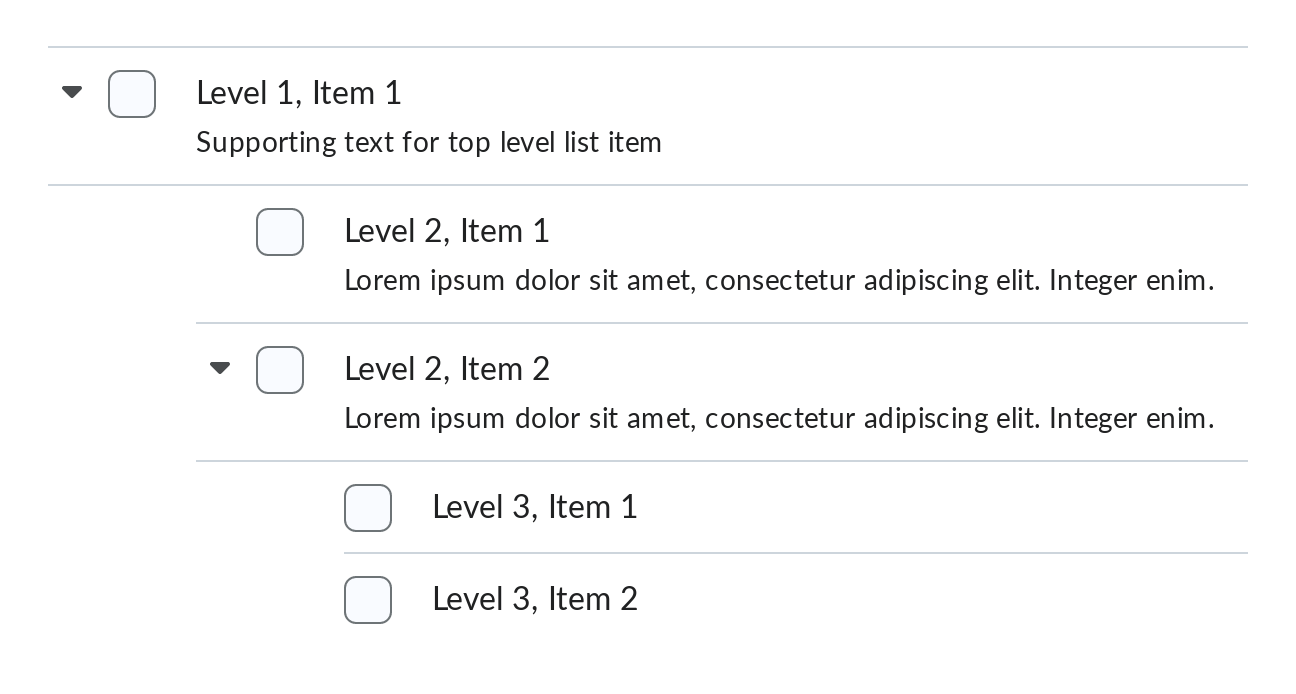 Level 1, Item 1
Supporting text for top level list item
Level 2, Item 1
Lorem ipsum dolor sit amet, consectetur adipiscing elit. Integer enim.
Level 2, Item 2
Lorem ipsum dolor sit amet, consectetur adipiscing elit. Integer enim.
Level 3, Item 1
Level 3, Item 2